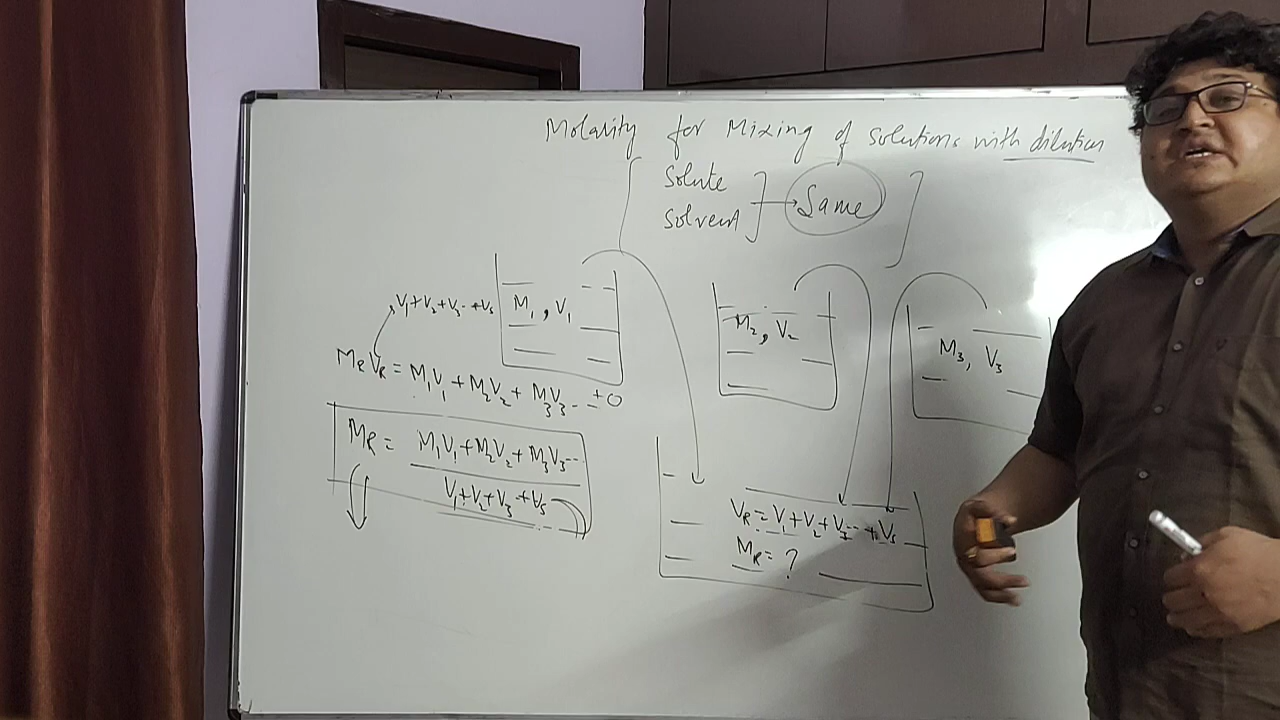 Molarity for Mixing of solutions with dilution
Solute
Solvent
Same
M₁, V₁
M₂, V₂
M₃, V₃
V₁+V₂+V₃..+Vs
MRVR = M₁V₁ + M₂V₂ + M₃V₃.. + 0
MR = M₁V₁+M₂V₂+M₃V₃..
V₁+V₂+V₃ +Vs
VR = V₁+V₂+V₃.. +Vs
MR = ?